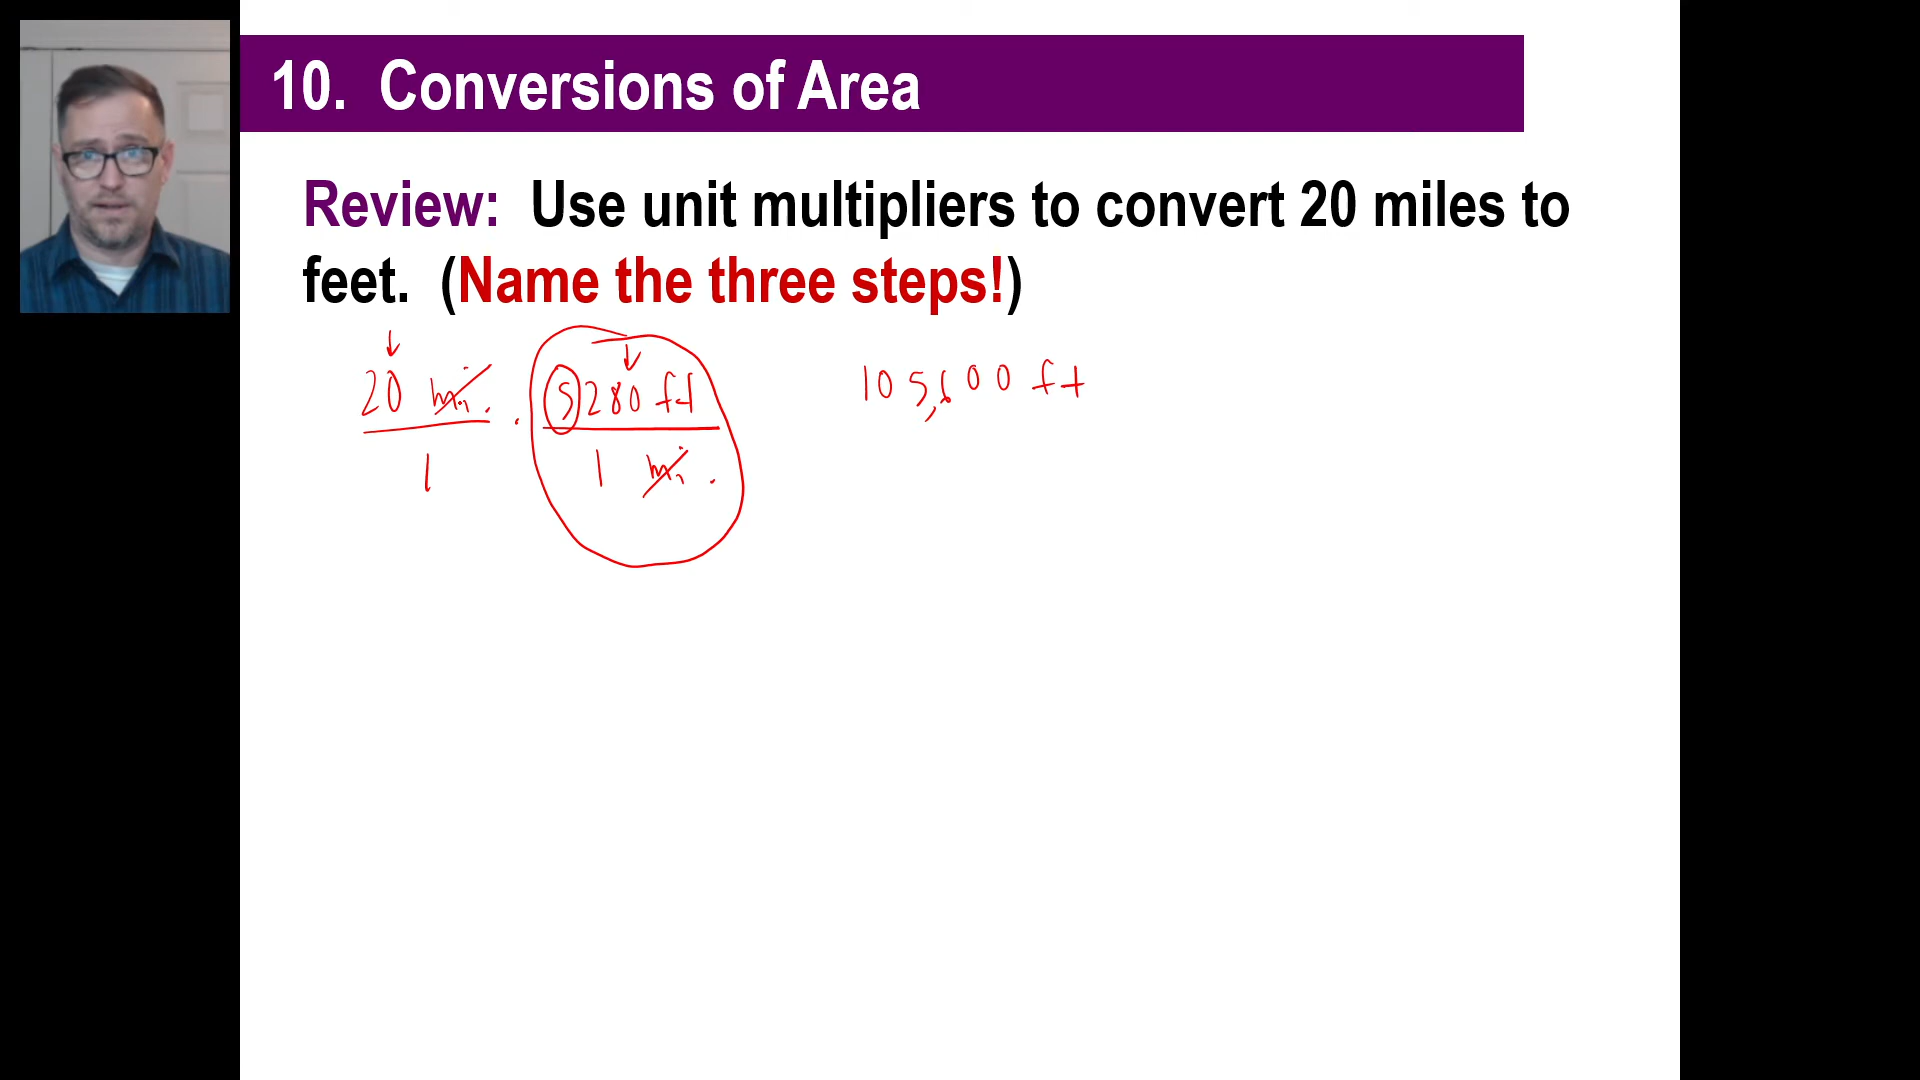 10. Conversions of Area
Review: Use unit multipliers to convert 20 miles to
feet. (Name the three steps!)
20 mi. . 5280 ft 105,600 ft
1 1 mi.